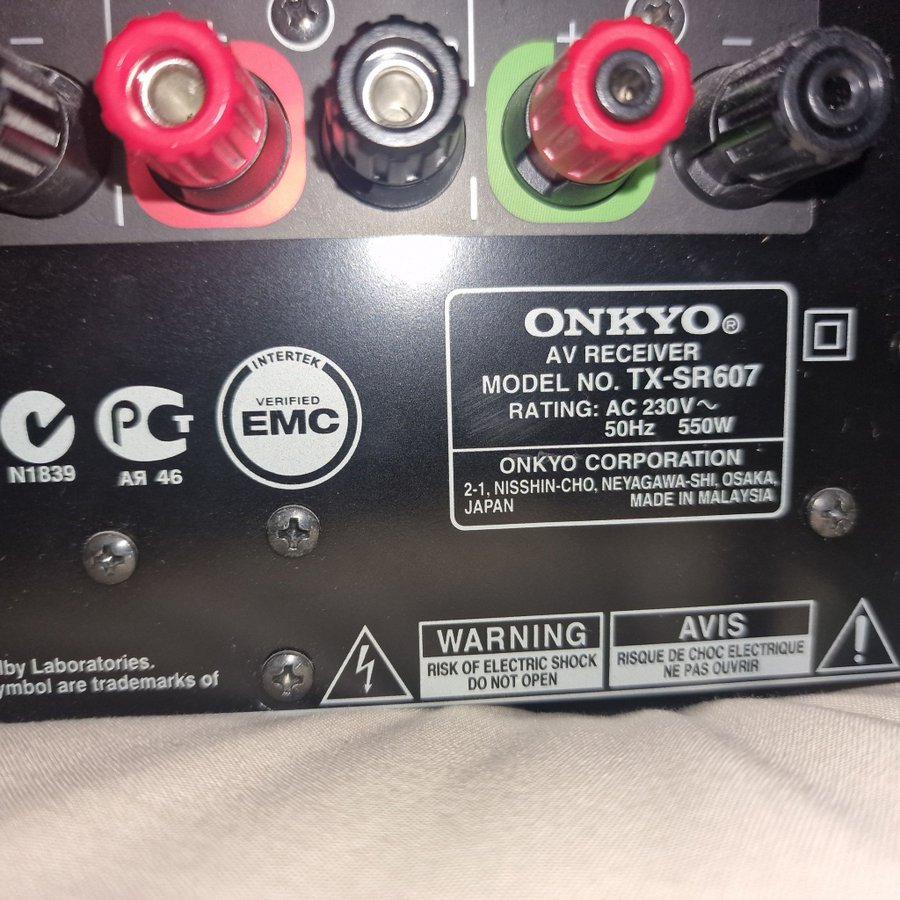 − + − + −
ONKYO®
AV RECEIVER
MODEL NO. TX-SR607
RATING: AC 230V~
50Hz 550W
ONKYO CORPORATION
2-1, NISSHIN-CHO, NEYAGAWA-SHI, OSAKA,
JAPAN MADE IN MALAYSIA
INTERTEK
VERIFIED
EMC
N1839
PCT
АЯ 46
lby Laboratories.
ymbol are trademarks of
WARNING
RISK OF ELECTRIC SHOCK
DO NOT OPEN
AVIS
RISQUE DE CHOC ELECTRIQUE
NE PAS OUVRIR
!